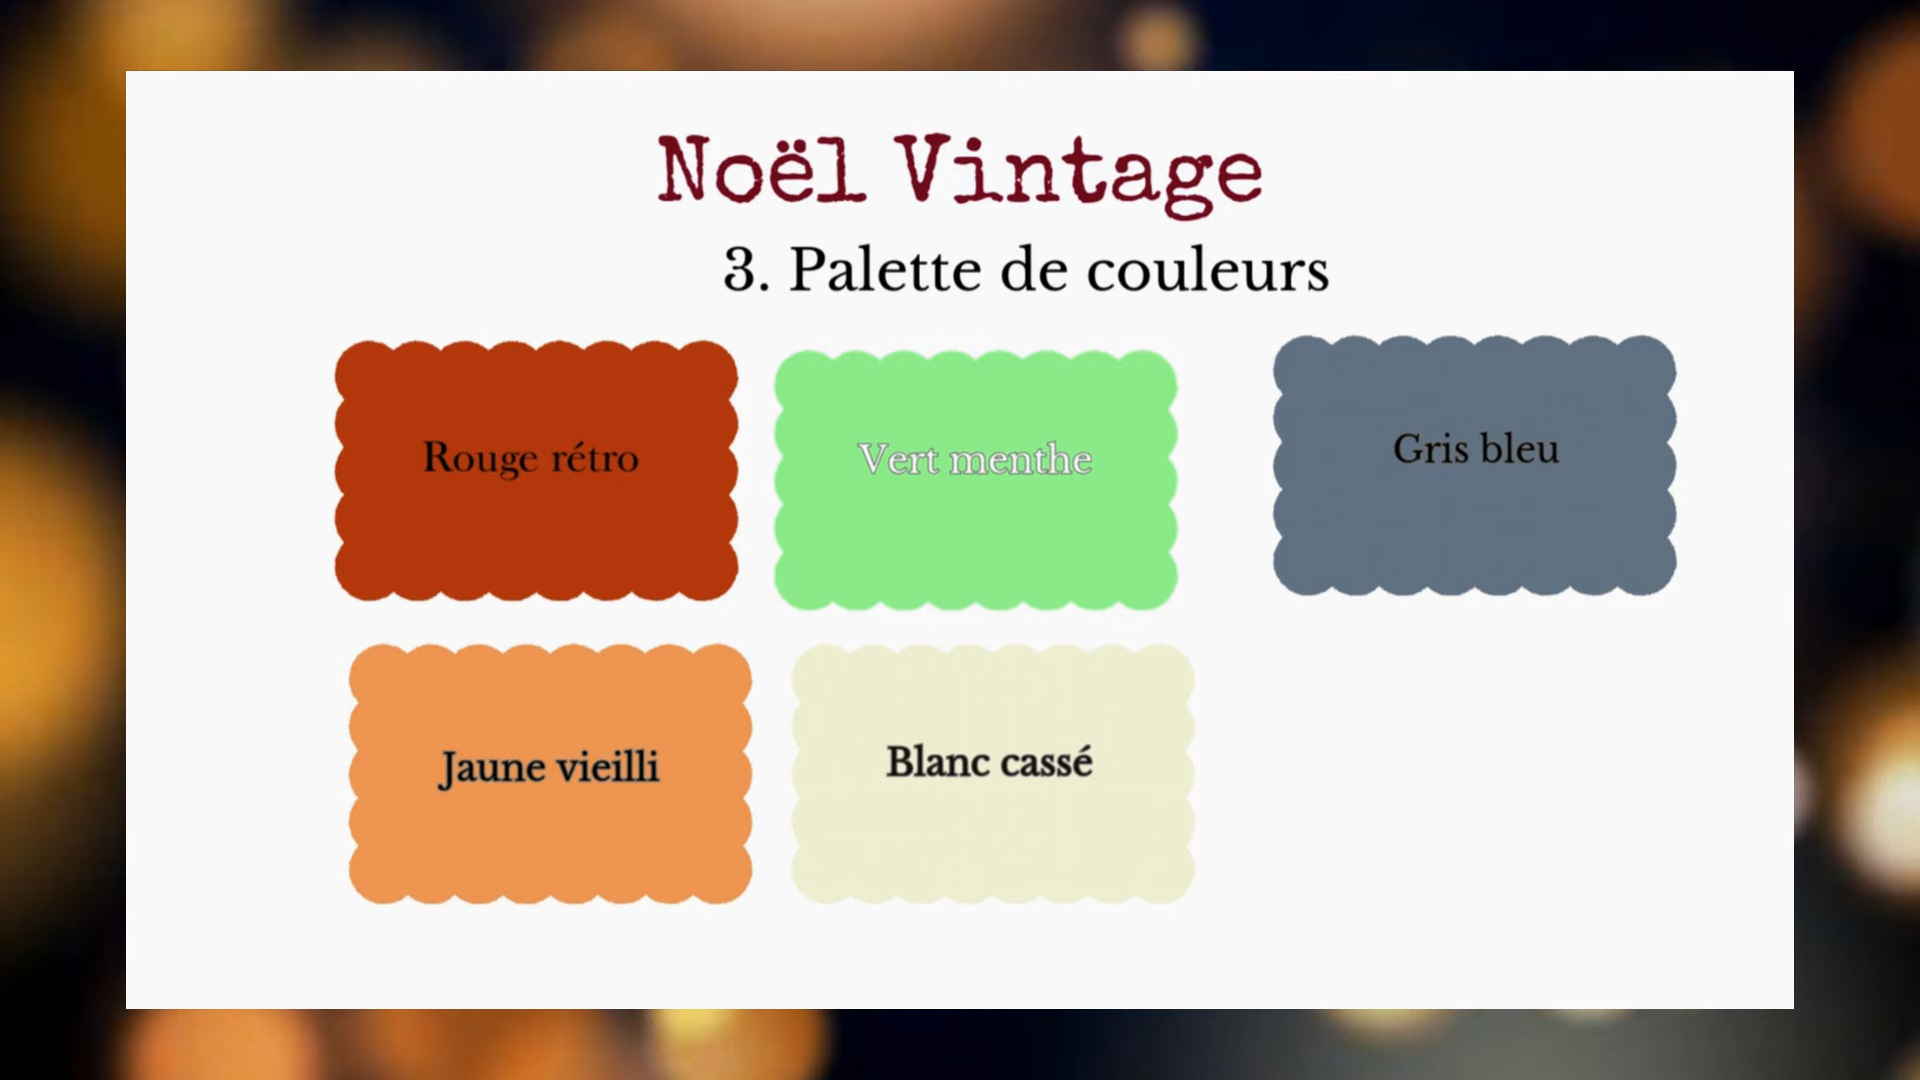 Noël Vintage
3. Palette de couleurs
Rouge rétro
Vert menthe
Gris bleu
Jaune vieilli
Blanc cassé